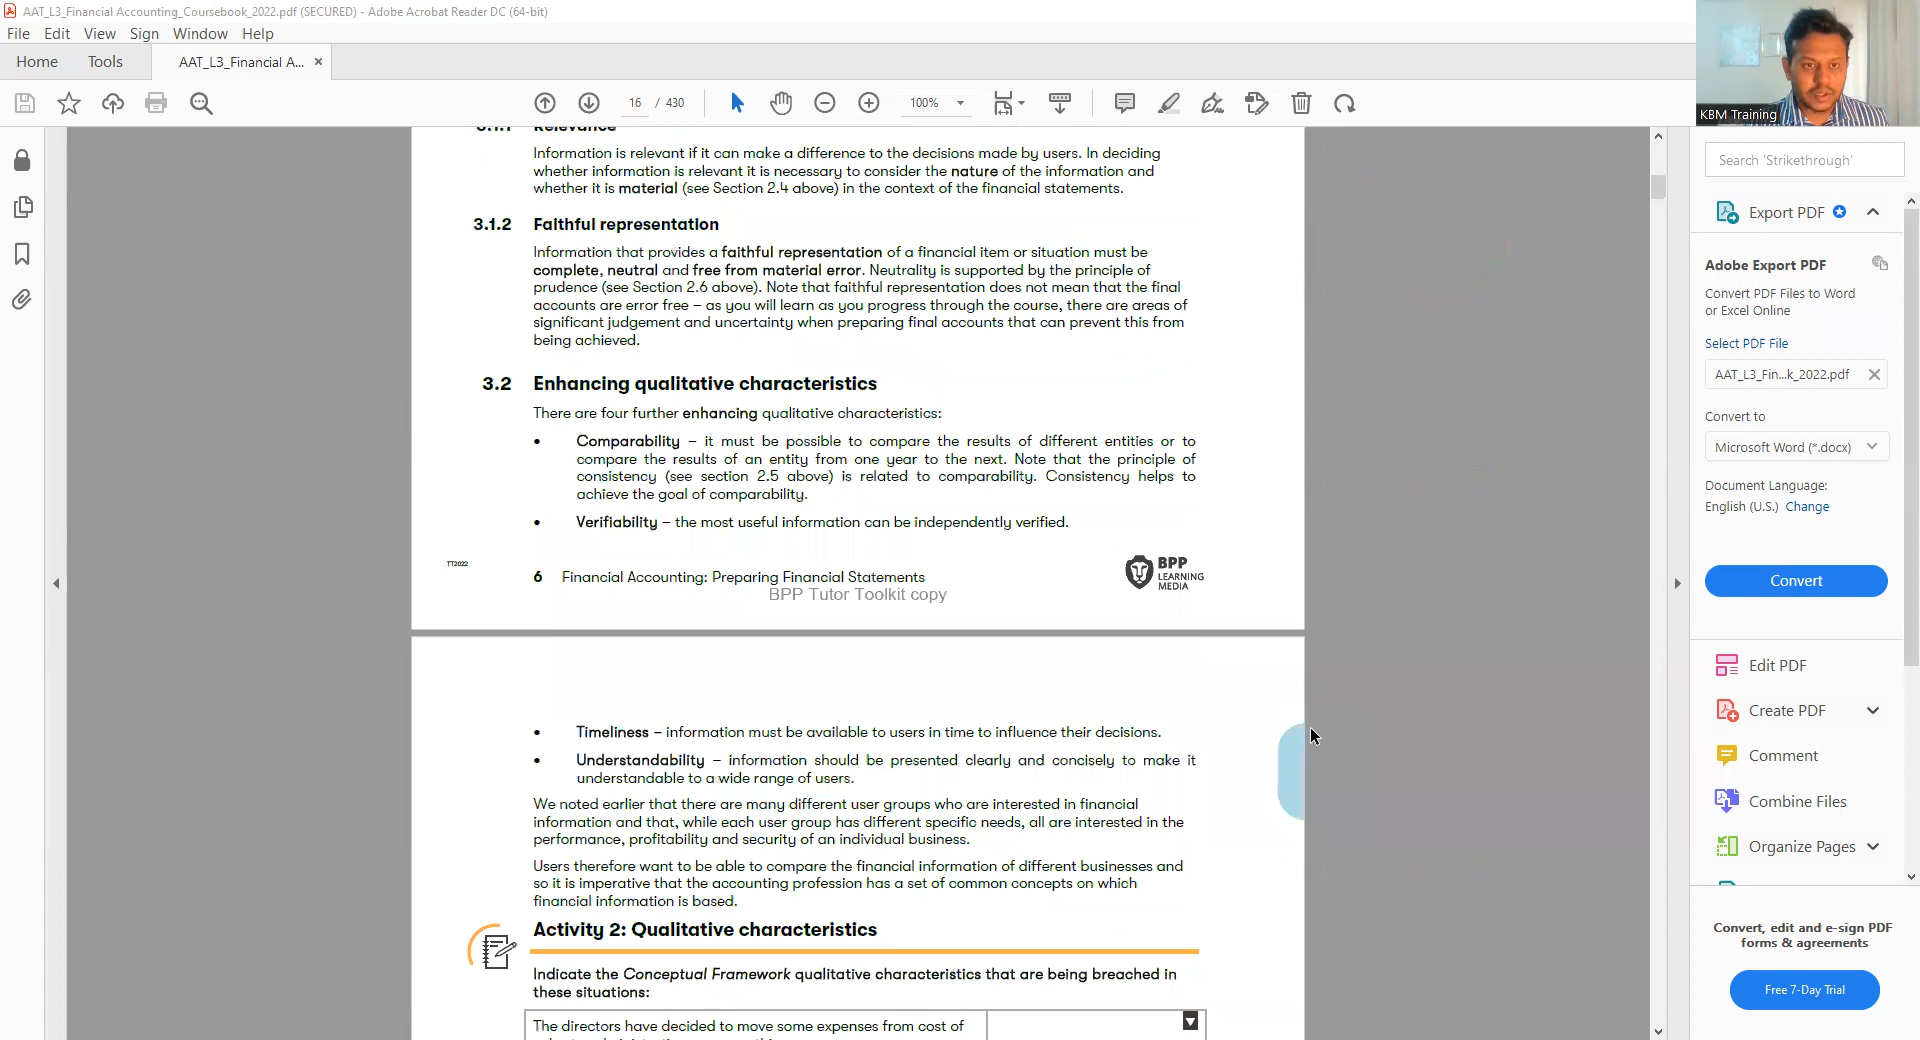 AAT_L3_Financial Accounting_Coursebook_2022.pdf (SECURED) - Adobe Acrobat Reader DC (64-bit)
File Edit View Sign Window Help
Home Tools AAT_L3_Financial A... ×
16 / 430 100%
KBM Training
3.1.1 Relevance
Information is relevant if it can make a difference to the decisions made by users. In deciding
whether information is relevant it is necessary to consider the nature of the information and
whether it is material (see Section 2.4 above) in the context of the financial statements.
3.1.2 Faithful representation
Information that provides a faithful representation of a financial item or situation must be
complete, neutral and free from material error. Neutrality is supported by the principle of
prudence (see Section 2.6 above). Note that faithful representation does not mean that the final
accounts are error free – as you will learn as you progress through the course, there are areas of
significant judgement and uncertainty when preparing final accounts that can prevent this from
being achieved.
3.2 Enhancing qualitative characteristics
There are four further enhancing qualitative characteristics:
• Comparability – it must be possible to compare the results of different entities or to
compare the results of an entity from one year to the next. Note that the principle of
consistency (see section 2.5 above) is related to comparability. Consistency helps to
achieve the goal of comparability.
• Verifiability – the most useful information can be independently verified.
TT2022
6 Financial Accounting: Preparing Financial Statements
BPP Tutor Toolkit copy
BPP
LEARNING
MEDIA
• Timeliness – information must be available to users in time to influence their decisions.
• Understandability – information should be presented clearly and concisely to make it
understandable to a wide range of users.
We noted earlier that there are many different user groups who are interested in financial
information and that, while each user group has different specific needs, all are interested in the
performance, profitability and security of an individual business.
Users therefore want to be able to compare the financial information of different businesses and
so it is imperative that the accounting profession has a set of common concepts on which
financial information is based.
Activity 2: Qualitative characteristics
Indicate the Conceptual Framework qualitative characteristics that are being breached in
these situations:
The directors have decided to move some expenses from cost of
Search 'Strikethrough'
Export PDF
Adobe Export PDF
Convert PDF Files to Word
or Excel Online
Select PDF File
AAT_L3_Fin...k_2022.pdf
Convert to
Microsoft Word (*.docx)
Document Language:
English (U.S.) Change
Convert
Edit PDF
Create PDF
Comment
Combine Files
Organize Pages
Convert, edit and e-sign PDF
forms & agreements
Free 7-Day Trial